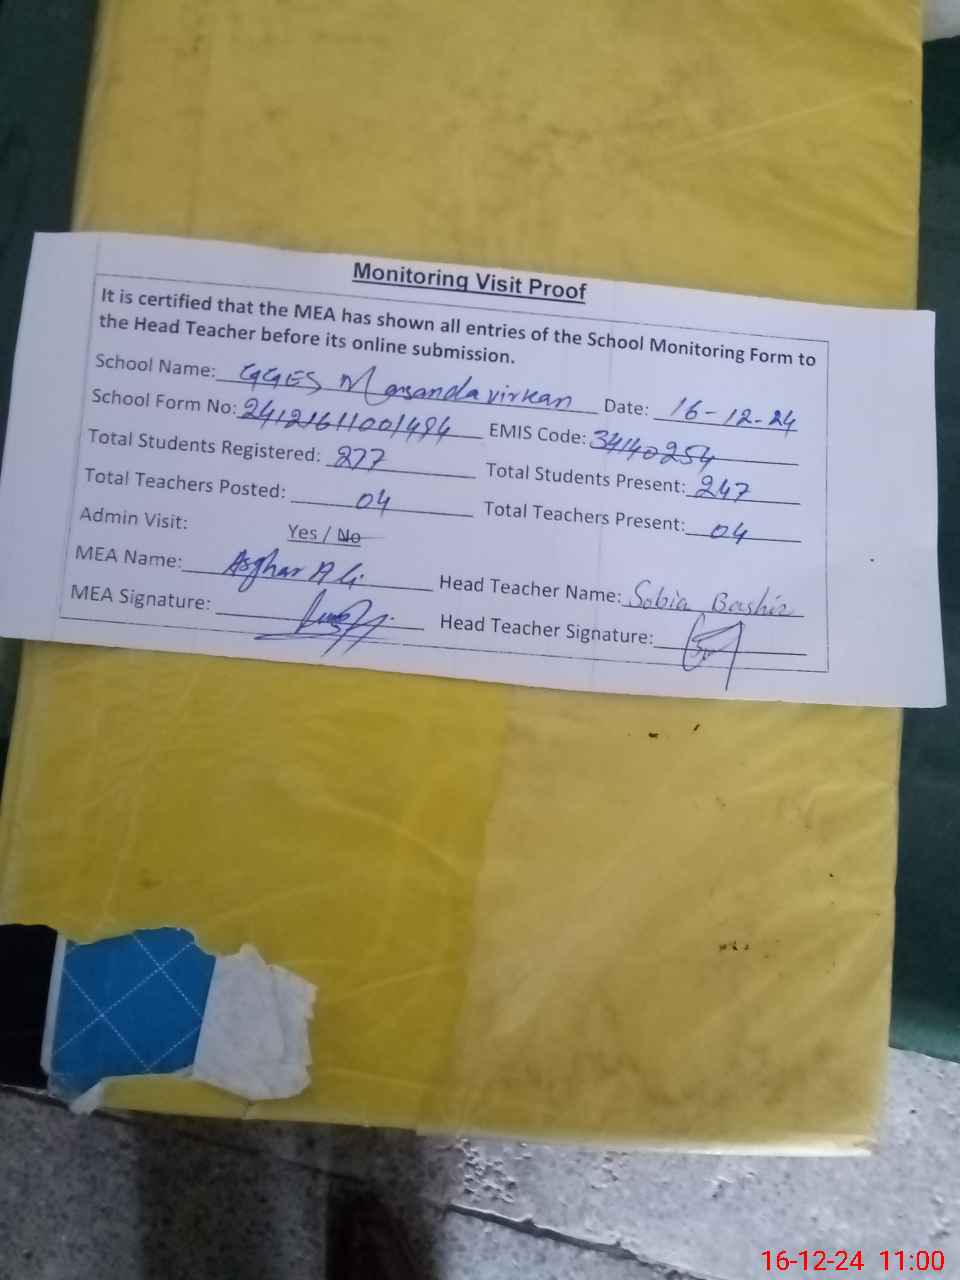 Monitoring Visit Proof
It is certified that the MEA has shown all entries of the School Monitoring Form to
the Head Teacher before its online submission.
School Name: GGES Marsanda virkan Date: 16-12-24
School Form No: 24121611001494 EMIS Code: 34140254
Total Students Registered: 277 Total Students Present: 247
Total Teachers Posted: 04 Total Teachers Present: 04
Admin Visit: Yes / No
MEA Name: Asghar Ali Head Teacher Name: Sobia Bashir
MEA Signature: Head Teacher Signature:
16-12-24 11:00